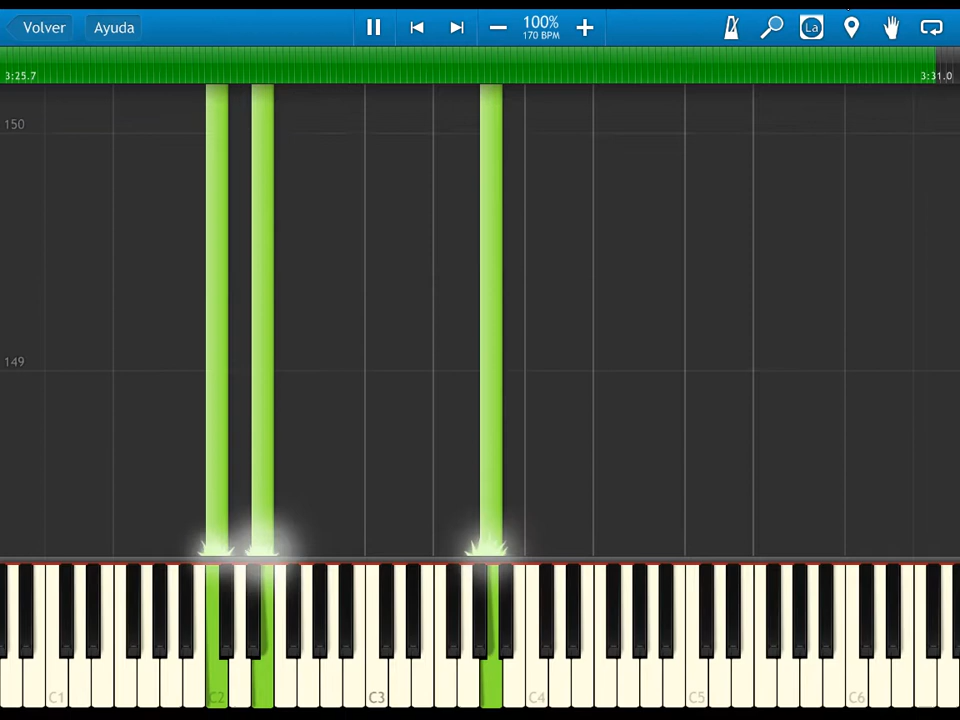 Volver
Ayuda
100%
170 BPM
La
3:25.7
3:31.0
150
149
C1
C2
C3
C4
C5
C6